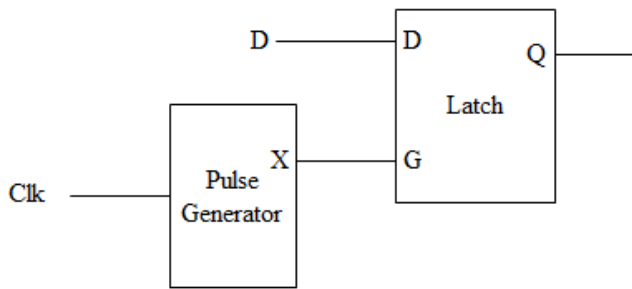 D
D
Q
Latch
X
G
Clk
Pulse
Generator